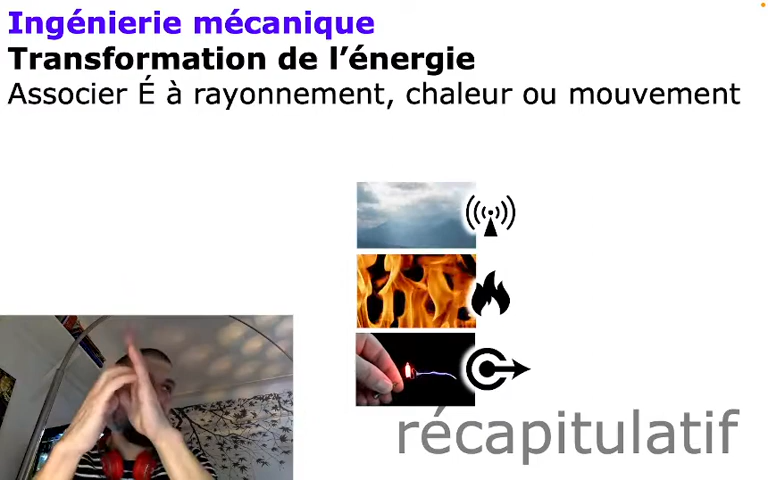 Ingénierie mécanique
Transformation de l’énergie
Associer É à rayonnement, chaleur ou mouvement
récapitulatif